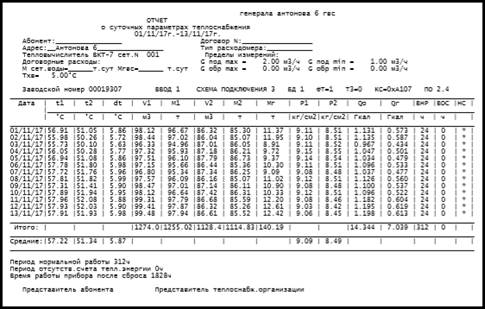 генерала антонова 6 гвс
ОТЧЕТ
о суточных параметрах теплоснабжения
01/11/17г.-13/11/17г.
Абонент: Договор N:
Адрес: Антонова 6 Тип расходомера:
Тепловычислитель ВКТ-7 сет.N 001 Пределы измерений:
Договорные расходы: G под max = 2.00 м3/ч G под min = 1.00 м3/ч
М сет.воды= т.сут Мгвс= т.сут G обр max = 0.00 м3/ч G обр min = 0.00 м3/ч
Тхв= 5.00°C
Заводской номер 00019307 ВВОД 1 СХЕМА ПОДКЛЮЧЕНИЯ 3 БД 1 ФТ=1 Т3=0 КС=0xA107 ПО 2.4
Дата | t1 | t2 | dt | V1 | M1 | V2 | M2 | Мг | P1 | P2 | Qо | Qг | ВНР | ВОС | НС |
| °C | °C | °C | м3 | т | м3 | т | т | кг/см2 | кг/см2 | Гкал | Гкал | ч | ч | |
01/11/17|56.91|51.05| 5.86| 98.12| 96.67|86.32| 85.30|11.37| 9.11| 8.51| 1.131| 0.573| 24| 0| *
02/11/17|55.98|50.26| 5.72| 98.44| 97.02|86.04| 85.07|11.95| 9.10| 8.51| 1.135| 0.587| 24| 0| *
03/11/17|55.73|50.10| 5.63| 96.33| 94.96|87.01| 86.05| 8.91| 9.11| 8.52| 0.967| 0.434| 24| 0| *
04/11/17|56.05|50.28| 5.77| 97.32| 95.93|87.18| 86.21| 9.72| 9.15| 8.55| 1.047| 0.501| 24| 0| *
05/11/17|56.94|51.08| 5.86| 97.51| 96.10|87.79| 86.73| 9.37| 9.14| 8.54| 1.034| 0.479| 24| 0| *
06/11/17|57.78|51.80| 5.98| 97.15| 95.66|86.44| 85.36|10.30| 9.11| 8.51| 1.096| 0.533| 24| 0| *
07/11/17|57.72|51.76| 5.96| 96.80| 95.34|87.34| 86.25| 9.09| 9.08| 8.48| 1.037| 0.477| 24| 0| *
08/11/17|57.81|51.82| 5.99| 97.57| 96.09|86.16| 85.07|11.02| 9.12| 8.51| 1.126| 0.560| 24| 0| *
09/11/17|57.31|51.41| 5.90| 98.47| 97.01|87.14| 86.11|10.90| 9.08| 8.48| 1.100| 0.537| 24| 0| *
10/11/17|57.89|51.94| 5.95| 98.12| 96.64|87.42| 86.31|10.33| 9.12| 8.51| 1.096| 0.522| 24| 0| *
11/11/17|57.96|52.08| 5.88| 99.31| 97.79|86.68| 85.59|12.20| 9.08| 8.46| 1.182| 0.604| 24| 0| *
12/11/17|57.93|52.03| 5.90| 99.41| 97.87|86.32| 85.26|12.61| 9.03| 8.42| 1.195| 0.619| 24| 0| *
13/11/17|57.91|51.93| 5.98| 99.48| 97.94|86.61| 85.52|12.42| 9.06| 8.45| 1.198| 0.613| 24| 0| *
Итого: | | | |1274.0|1255.02|1128.4|1114.83|140.19| | | 14.344| 7.039|312| 0| |
Средние:|57.22|51.34| 5.87| | | | | | 9.09| 8.49| | | | | |
Период нормальной работы 312ч
Период отсутств.счета тепл.энергии 0ч
Время работы прибора после сброса 1828ч
Представитель абонента Представитель теплоснабж.организации